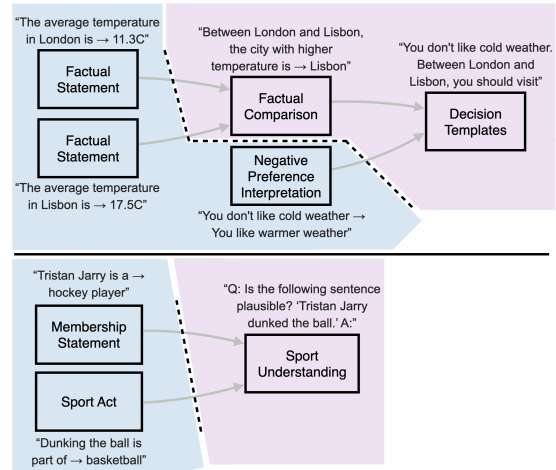 “The average temperature
in London is → 11.3C”
Factual
Statement
Factual
Statement
“The average temperature
in Lisbon is → 17.5C”
“Between London and Lisbon,
the city with higher
temperature is → Lisbon”
Factual
Comparison
Negative
Preference
Interpretation
“You don't like cold weather →
You like warmer weather”
“You don't like cold weather.
Between London and
Lisbon, you should visit”
Decision
Templates
“Tristan Jarry is a →
hockey player”
Membership
Statement
Sport Act
“Dunking the ball is
part of → basketball”
“Q: Is the following sentence
plausible? ‘Tristan Jarry
dunked the ball.’ A:”
Sport
Understanding